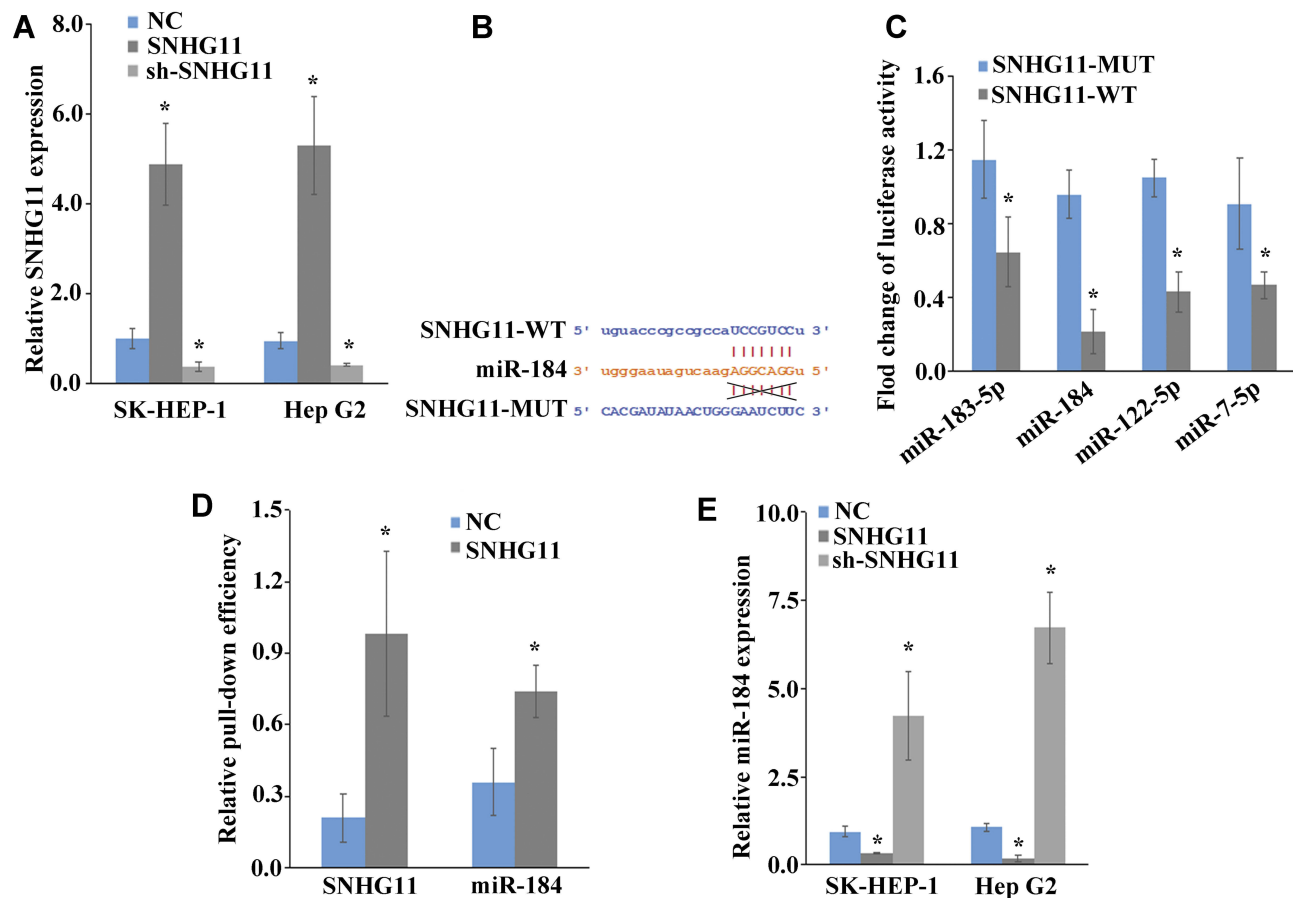 A
Relative SNHG11 expression
8.0
6.0
4.0
2.0
0.0
NC
SNHG11
sh-SNHG11
*
*
*
*
SK-HEP-1
Hep G2
B
SNHG11-WT 5' uguacccgccgccaUCCGUCCu 3'
miR-184 3' ugggaauagucaagAGGCAGGu 5'
SNHG11-MUT 5' CACGAUAUAACUGGGAAUCUUC 3'
C
Flod change of luciferase activity
1.6
1.2
0.8
0.4
0.0
SNHG11-MUT
SNHG11-WT
*
*
*
*
miR-183-5p
miR-184
miR-122-5p
miR-7-5p
D
Relative pull-down efficiency
1.5
1.2
0.9
0.6
0.3
0.0
NC
SNHG11
*
*
SNHG11
miR-184
E
Relative miR-184 expression
10.0
7.5
5.0
2.5
0.0
NC
SNHG11
sh-SNHG11
*
*
*
*
SK-HEP-1
Hep G2